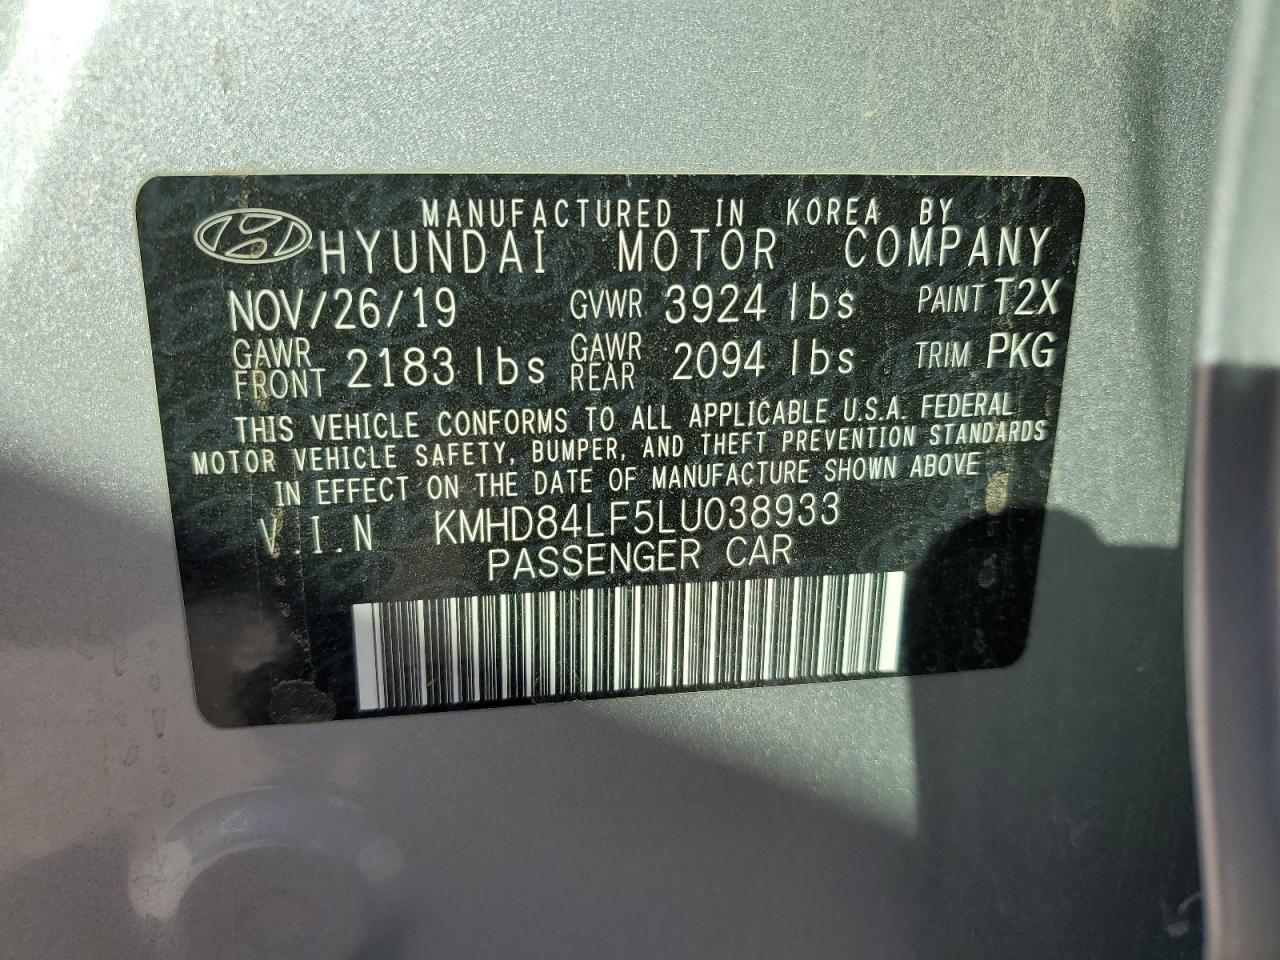 MANUFACTURED IN KOREA BY
HYUNDAI MOTOR COMPANY
NOV/26/19 GVWR 3924 lbs PAINT T2X
GAWR FRONT 2183 lbs GAWR REAR 2094 lbs TRIM PKG
THIS VEHICLE CONFORMS TO ALL APPLICABLE U.S.A. FEDERAL
MOTOR VEHICLE SAFETY, BUMPER, AND THEFT PREVENTION STANDARDS
IN EFFECT ON THE DATE OF MANUFACTURE SHOWN ABOVE
V.I.N KMHD84LF5LU038933
PASSENGER CAR